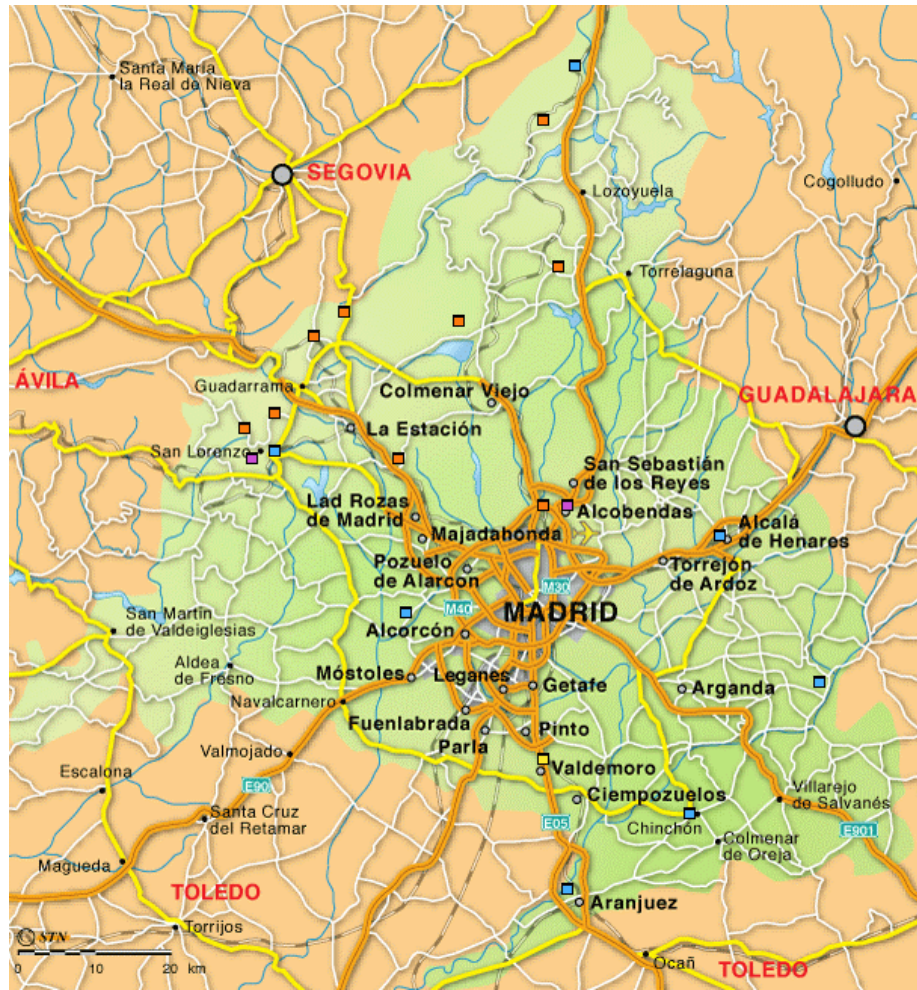 Santa María
la Real de Nieva
SEGOVIA
Lozoyuela
Cogolludo
Torrelaguna
ÁVILA
Guadarrama
Colmenar Viejo
GUADALAJARA
La Estación
San Lorenzo
San Sebastián
de los Reyes
Lad Rozas
de Madrid
Alcobendas
Majadahonda
Alcalá
de Henares
Pozuelo
de Alarcon
Torrejón
de Ardoz
M30
M40
MADRID
San Martin
de Valdeiglesias
Alcorcón
Aldea
de Fresno
Móstoles
Leganes
Getafe
Arganda
Navalcarnero
Fuenlabrada
Parla
Pinto
Valmojado
Valdemoro
Escalona
E90
Ciempozuelos
Villarejo
de Salvanés
Santa Cruz
del Retamar
E05
Chinchón
E901
Colmenar
de Oreja
Magueda
TOLEDO
Aranjuez
Torrijos
STN
Ocañ
TOLEDO
0 10 20 km